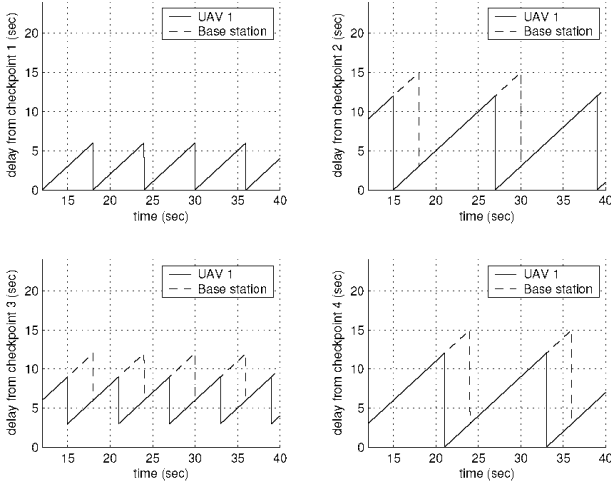 UAV 1
Base station
delay from checkpoint 1 (sec)
20
15
10
5
0
15 20 25 30 35 40
time (sec)
UAV 1
Base station
delay from checkpoint 2 (sec)
20
15
10
5
0
15 20 25 30 35 40
time (sec)
UAV 1
Base station
delay from checkpoint 3 (sec)
20
15
10
5
0
15 20 25 30 35 40
time (sec)
UAV 1
Base station
delay from checkpoint 4 (sec)
20
15
10
5
0
15 20 25 30 35 40
time (sec)